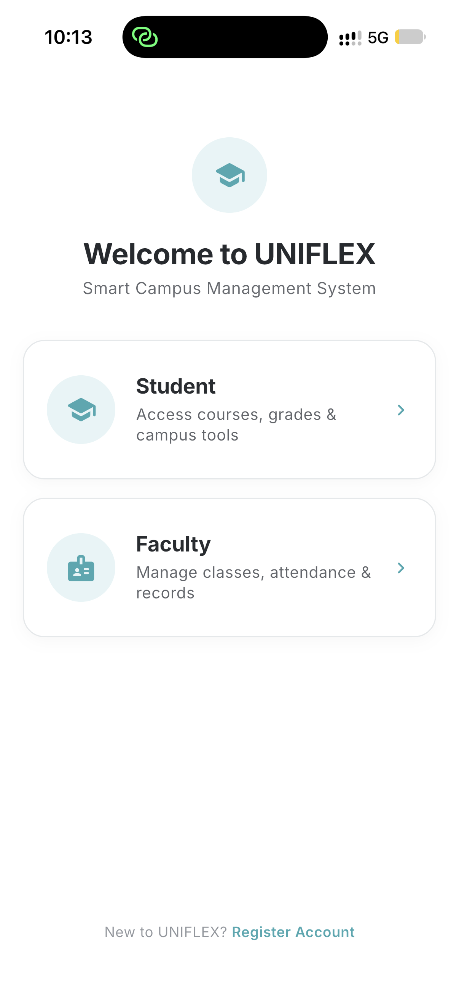 10:13
5G
Welcome to UNIFLEX
Smart Campus Management System
Student
Access courses, grades &
campus tools
Faculty
Manage classes, attendance &
records
New to UNIFLEX? Register Account